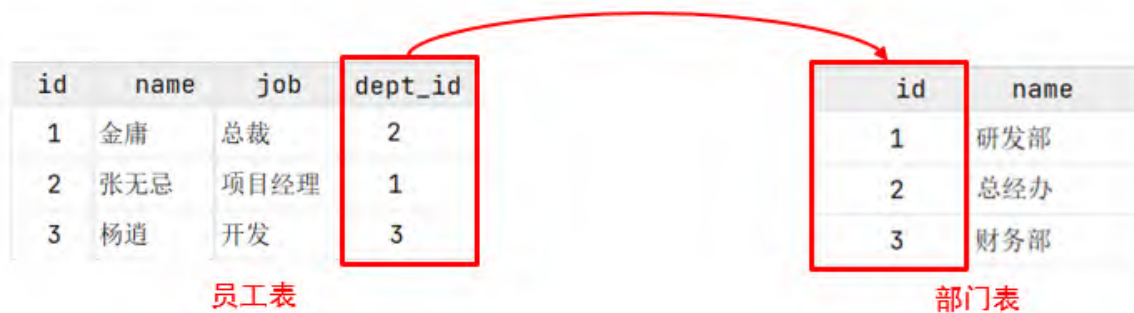 id name job dept_id
1 金庸 总裁 2
2 张无忌 项目经理 1
3 杨逍 开发 3
员工表
id name
1 研发部
2 总经办
3 财务部
部门表